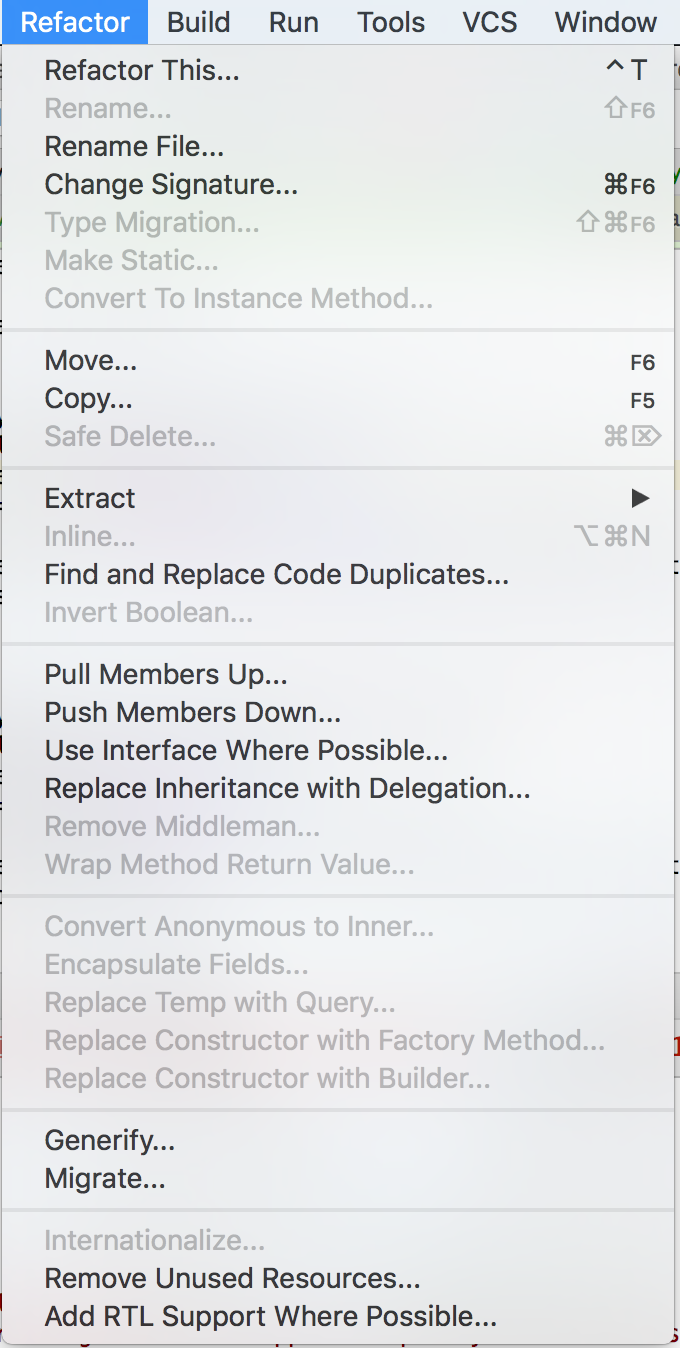 Refactor Build Run Tools VCS Window
Refactor This... ^T
Rename... ⇧F6
Rename File...
Change Signature... ⌘F6
Type Migration... ⇧⌘F6
Make Static...
Convert To Instance Method...
Move... F6
Copy... F5
Safe Delete... ⌘⌦
Extract ▶
Inline... ⌥⌘N
Find and Replace Code Duplicates...
Invert Boolean...
Pull Members Up...
Push Members Down...
Use Interface Where Possible...
Replace Inheritance with Delegation...
Remove Middleman...
Wrap Method Return Value...
Convert Anonymous to Inner...
Encapsulate Fields...
Replace Temp with Query...
Replace Constructor with Factory Method...
Replace Constructor with Builder...
Generify...
Migrate...
Internationalize...
Remove Unused Resources...
Add RTL Support Where Possible...